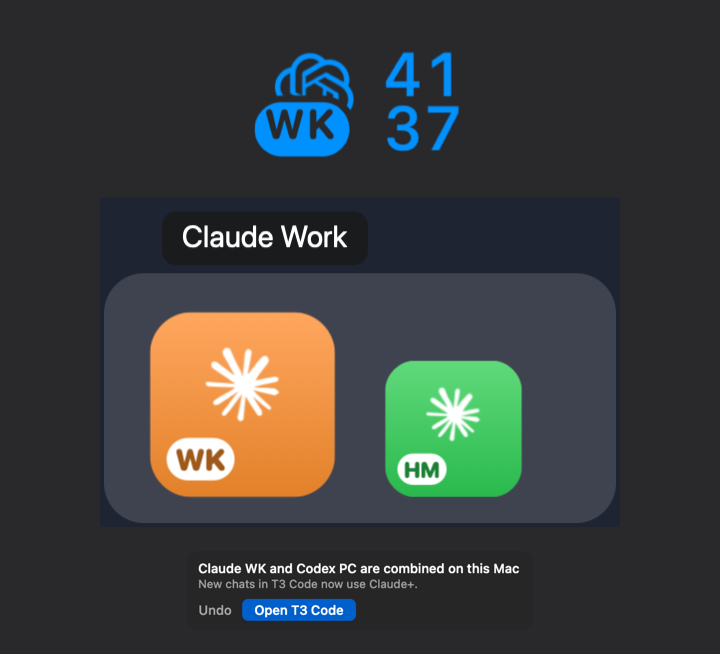 WK
41
37
Claude Work
WK
HM
Claude WK and Codex PC are combined on this Mac
New chats in T3 Code now use Claude+.
Undo
Open T3 Code